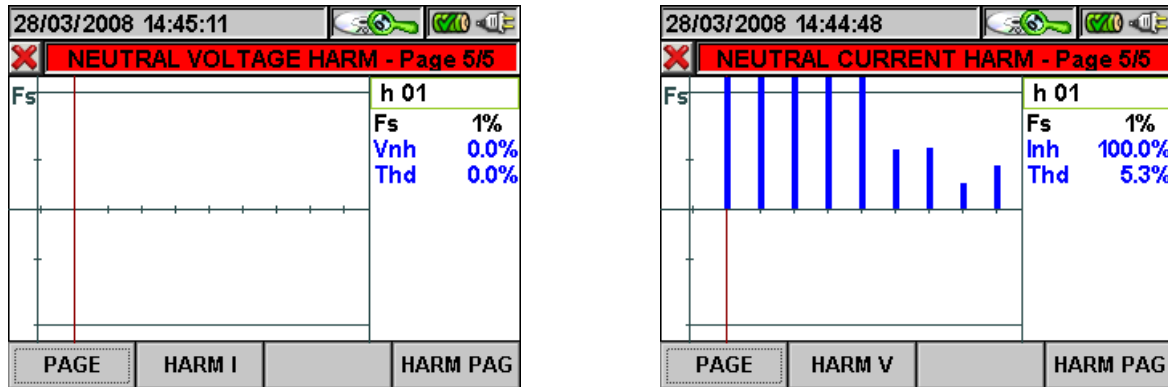 28/03/2008 14:45:11
NEUTRAL VOLTAGE HARM - Page 5/5
Fs
h 01
Fs 1%
Vnh 0.0%
Thd 0.0%
PAGE HARM I HARM PAG
28/03/2008 14:44:48
NEUTRAL CURRENT HARM - Page 5/5
Fs
h 01
Fs 1%
Inh 100.0%
Thd 5.3%
PAGE HARM V HARM PAG